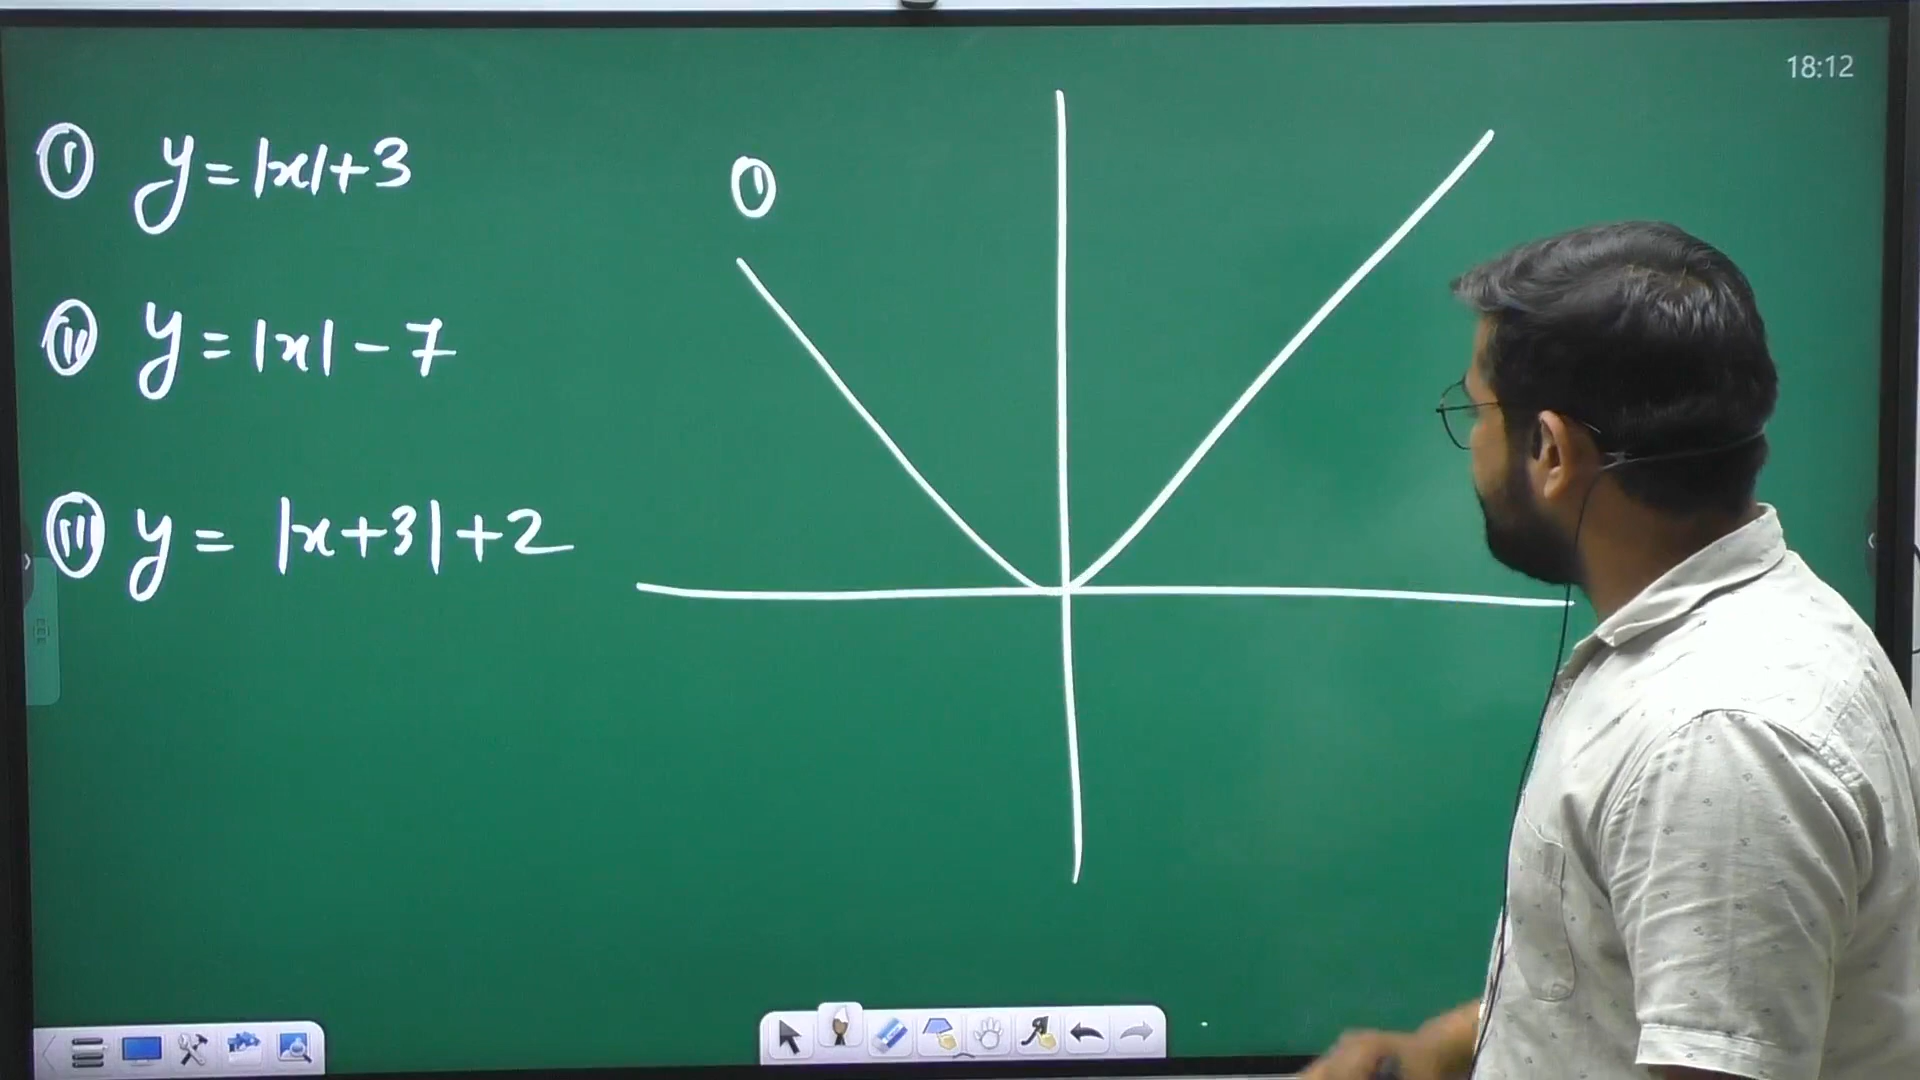 18:12
(i) y = |x| + 3
(i)
(ii) y = |x| - 7
(iii) y = |x+3| + 2